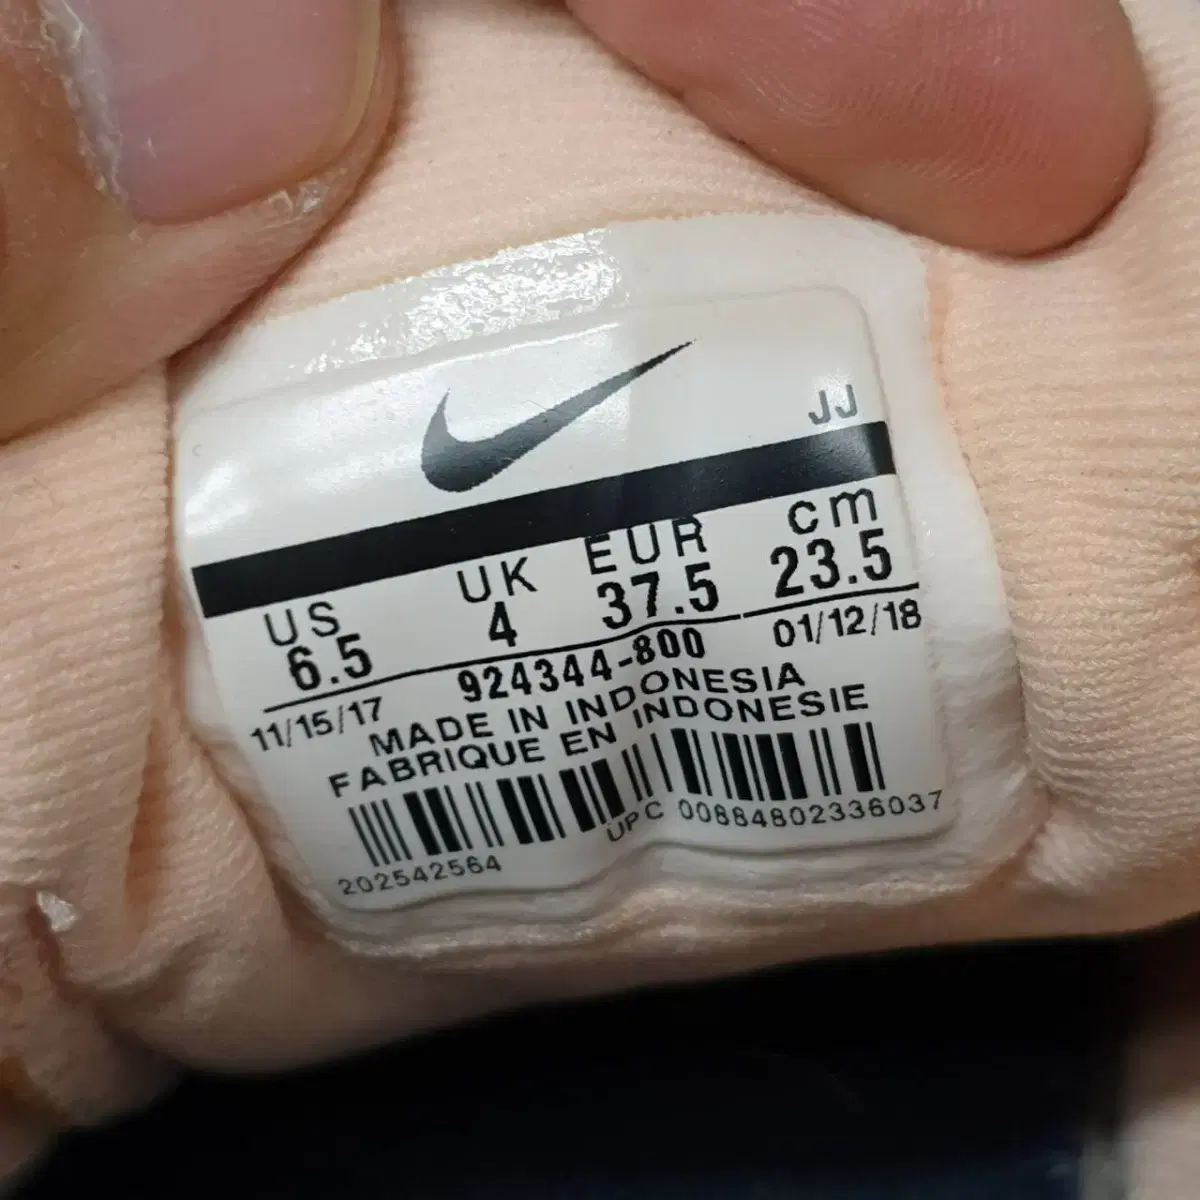 JJ
US UK EUR cm
6.5 4 37.5 23.5
11/15/17 924344-800 01/12/18
MADE IN INDONESIA
FABRIQUE EN INDONESIE
202542564 UPC 00884802336037